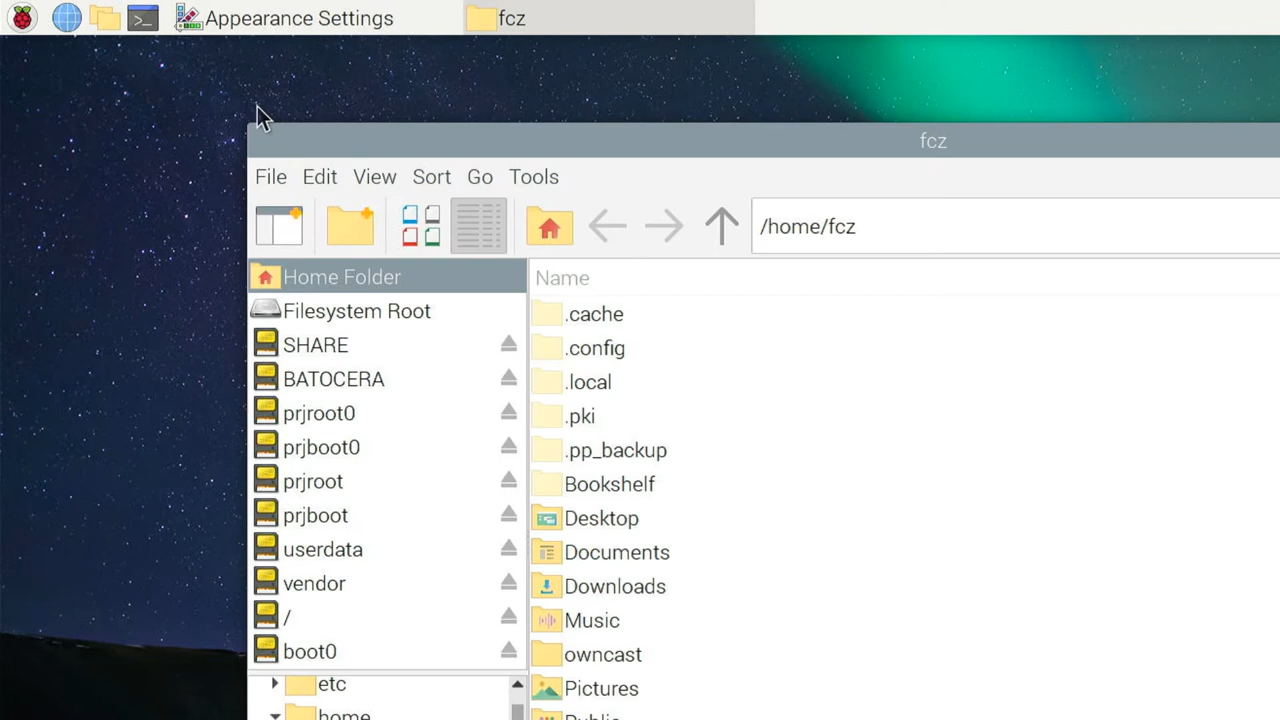 Appearance Settings
fcz
fcz
File Edit View Sort Go Tools
/home/fcz
Home Folder
Filesystem Root
SHARE
BATOCERA
prjroot0
prjboot0
prjroot
prjboot
userdata
vendor
/
boot0
etc
home
Name
.cache
.config
.local
.pki
.pp_backup
Bookshelf
Desktop
Documents
Downloads
Music
owncast
Pictures
Public